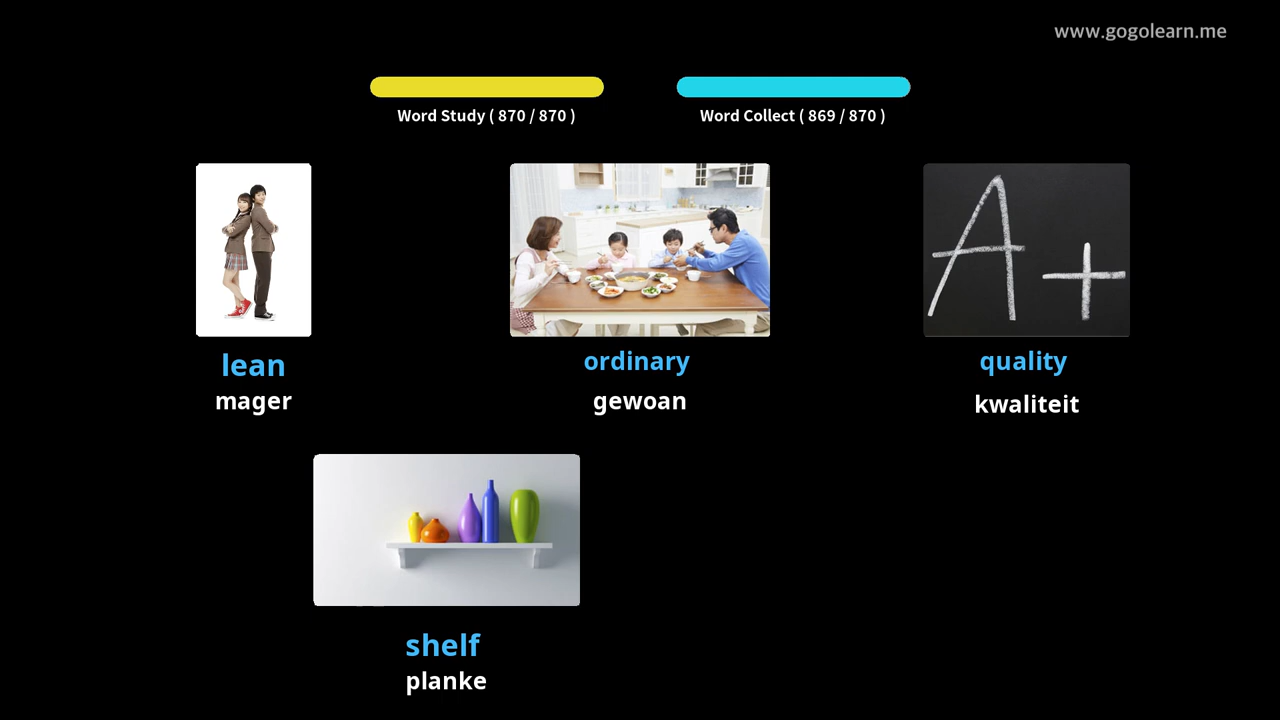 www.gogolearn.me
Word Study ( 870 / 870 )
Word Collect ( 869 / 870 )
A+
lean
mager
ordinary
gewoan
quality
kwaliteit
shelf
planke